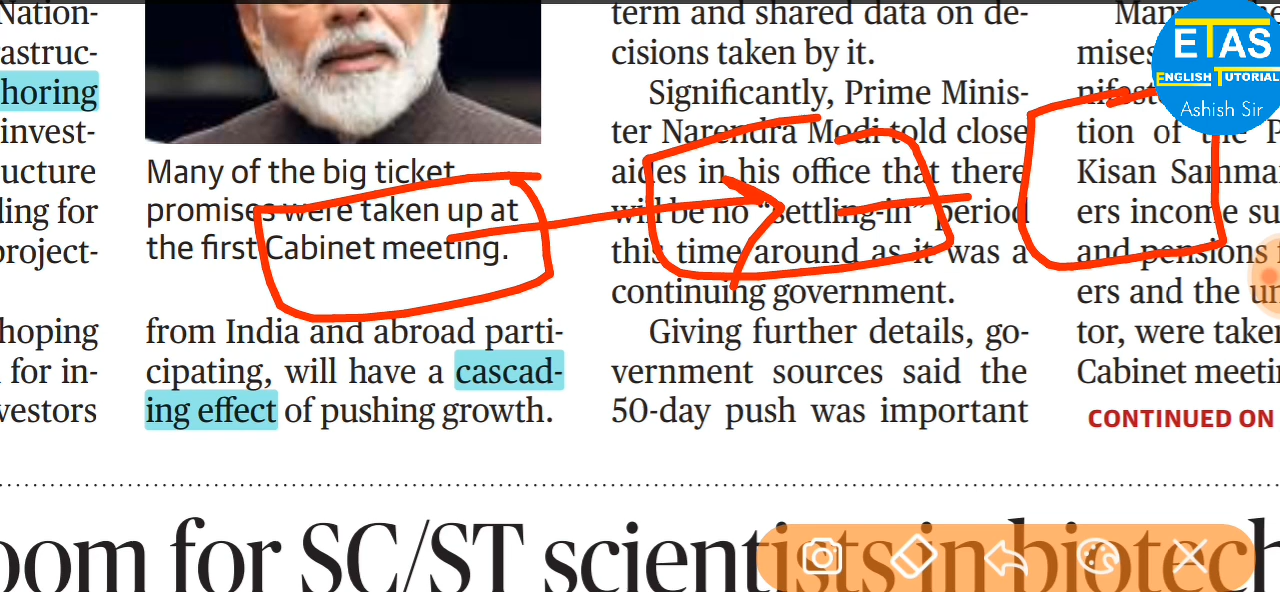 Nation-
rastruc-
horing
invest-
ucture
ling for
project-
hoping
for in-
vestors
Many of the big ticket
promises were taken up at
the first Cabinet meeting.
from India and abroad parti-
cipating, will have a cascad-
ing effect of pushing growth.
term and shared data on de-
cisions taken by it.
Significantly, Prime Minis-
ter Narendra Modi told close
aides in his office that there
will be no “settling-in” period
this time around as it was a
continuing government.
Giving further details, go-
vernment sources said the
50-day push was important
mises
tion of the P
Kisan Samma
ers income su
and pensions
ers and the un
tor, were taken
Cabinet meetin
CONTINUED ON
ETAS
ENGLISH TUTORIAL
Ashish Sir
oom for SC/ST scientists in biotech